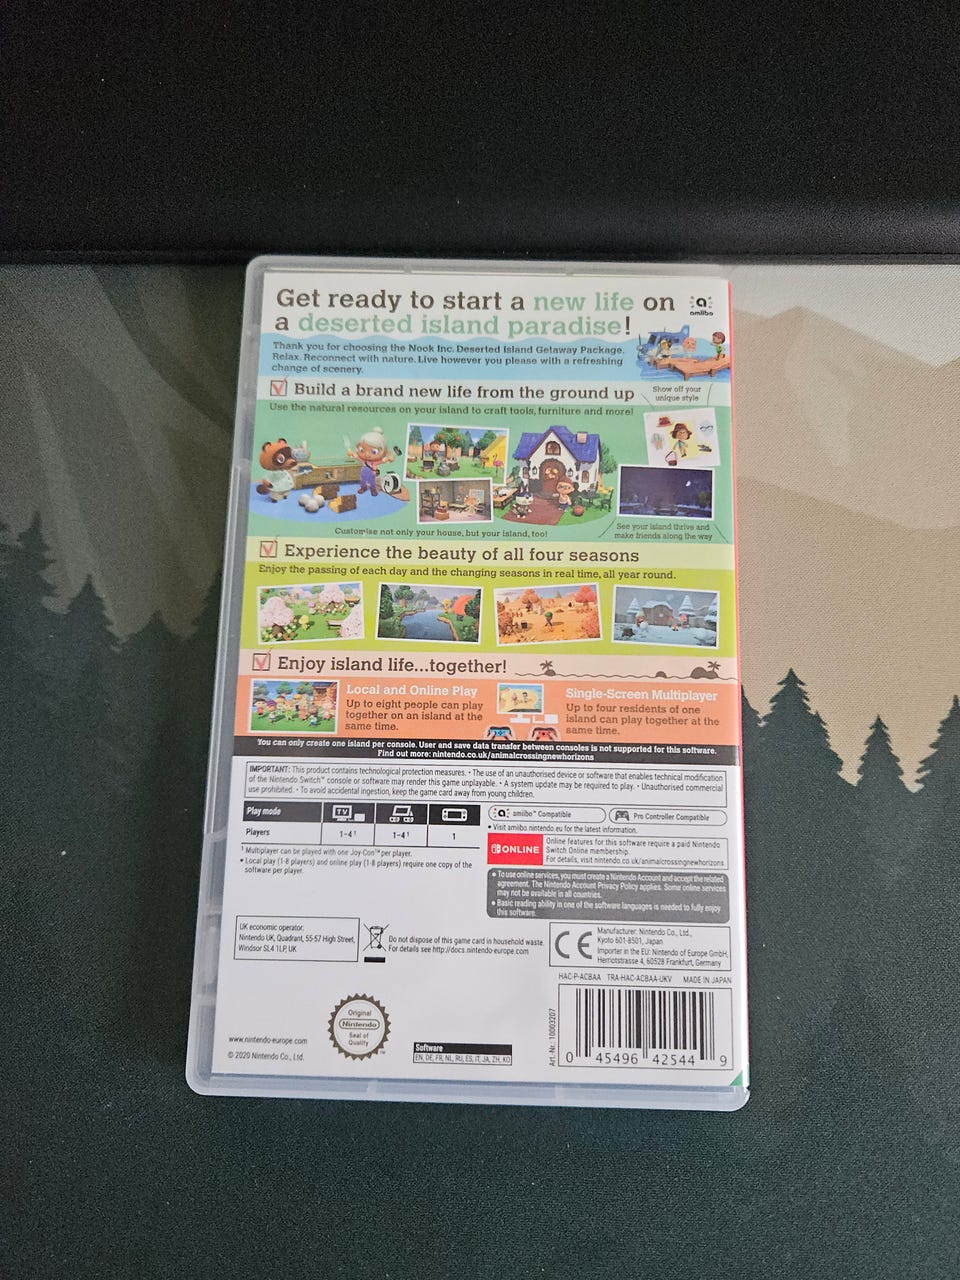 Get ready to start a new life on
a deserted island paradise!
amiibo
Thank you for choosing the Nook Inc. Deserted Island Getaway Package.
Relax. Reconnect with nature. Live however you please with a refreshing
change of scenery.
Build a brand new life from the ground up
Show off your
unique style
Use the natural resources on your island to craft tools, furniture and more!
Customise not only your house, but your island, too!
See your island thrive and
make friends along the way
Experience the beauty of all four seasons
Enjoy the passing of each day and the changing seasons in real time, all year round.
Enjoy island life...together!
Local and Online Play
Up to eight people can play
together on an island at the
same time.
Single-Screen Multiplayer
Up to four residents of one
island can play together at the
same time.
You can only create one island per console. User and save data transfer between consoles is not supported for this software.
Find out more: nintendo.co.uk/animalcrossingnewhorizons
IMPORTANT: This product contains technological protection measures. • The use of an unauthorised device or software that enables technical modification
of the Nintendo Switch™ console or software may render this game unplayable. • A system update may be required to play. • Unauthorised commercial
use prohibited. • To avoid accidental ingestion, keep the game card away from young children.
Play mode
TV
Players
1-4¹
1-4¹
1
¹ Multiplayer can be played with one Joy-Con™ per player.
• Local play (1-8 players) and online play (1-8 players) require one copy of the
software per player.
amiibo™ Compatible
Pro Controller Compatible
• Visit amiibo.nintendo.eu for the latest information.
ONLINE
Online features for this software require a paid Nintendo
Switch Online membership.
For details, visit nintendo.co.uk/animalcrossingnewhorizons
• To use online services, you must create a Nintendo Account and accept the related
agreement. The Nintendo Account Privacy Policy applies. Some online services
may not be available in all countries.
• Basic reading ability in one of the software languages is needed to fully enjoy
this software.
UK economic operator:
Nintendo UK, Quadrant, 55-57 High Street,
Windsor SL4 1LP, UK
Do not dispose of this game card in household waste.
For details see http://docs.nintendo-europe.com
CE
Manufacturer: Nintendo Co., Ltd.,
Kyoto 601-8501, Japan
Importer in the EU: Nintendo of Europe GmbH,
Herriotstrasse 4, 60528 Frankfurt, Germany
HAC-P-ACBAA TRA-HAC-ACBAA-UKV MADE IN JAPAN
Original
Nintendo
Seal of
Quality
™
www.nintendo-europe.com
© 2020 Nintendo Co., Ltd.
Software
EN, DE, FR, NL, RU, ES, IT, JA, ZH, KO
Art.-Nr.: 10003207
0 45496 42544 9